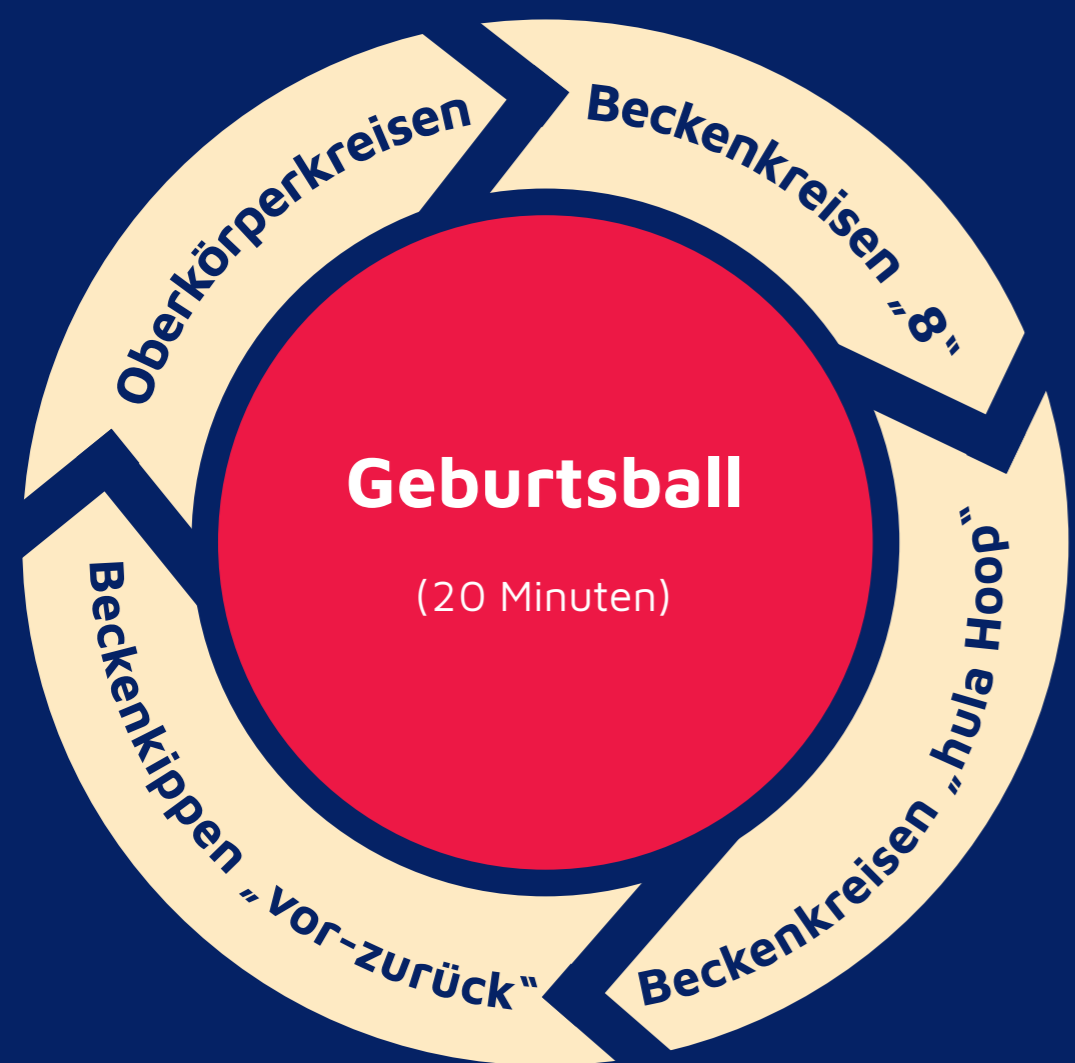 Oberkörperkreisen
Beckenkreisen „8“
Beckenkreisen „hula Hoop“
Beckenkippen „vor-zurück“
Geburtsball
(20 Minuten)